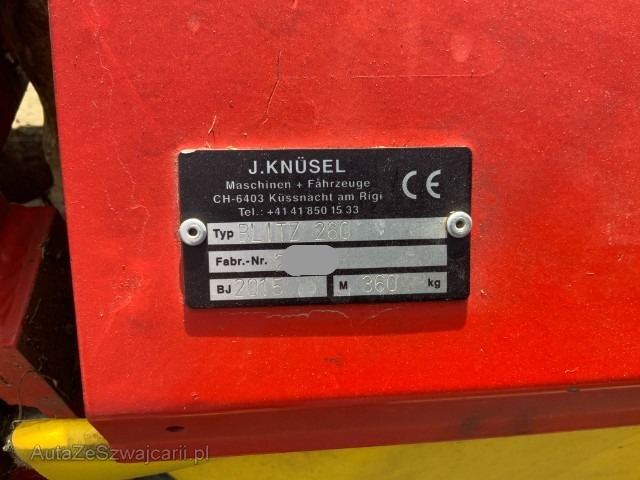 J.KNÜSEL
Maschinen + Fahrzeuge
CH-6403 Küssnacht am Rigi
Tel.: +41 41 850 15 33
CE
Typ BLITZ 260
Fabr.-Nr.
BJ 2015 M 360 kg
AutaZeSzwajcarii.pl